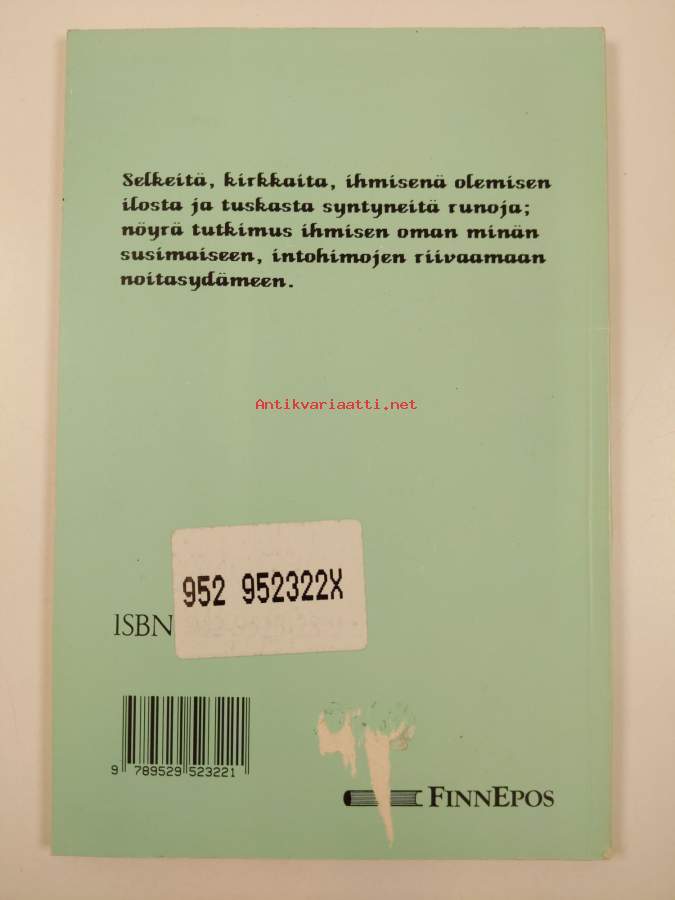 Selkeitä, kirkkaita, ihmisenä olemisen
ilosta ja tuskasta syntyneitä runoja;
nöyrä tutkimus ihmisen oman minän
susimaiseen, intohimojen riivaamaan
noitasydämeen.
Antikvariaatti.net
952 952322X
ISBN
9 789529 523221
FINNEPOS